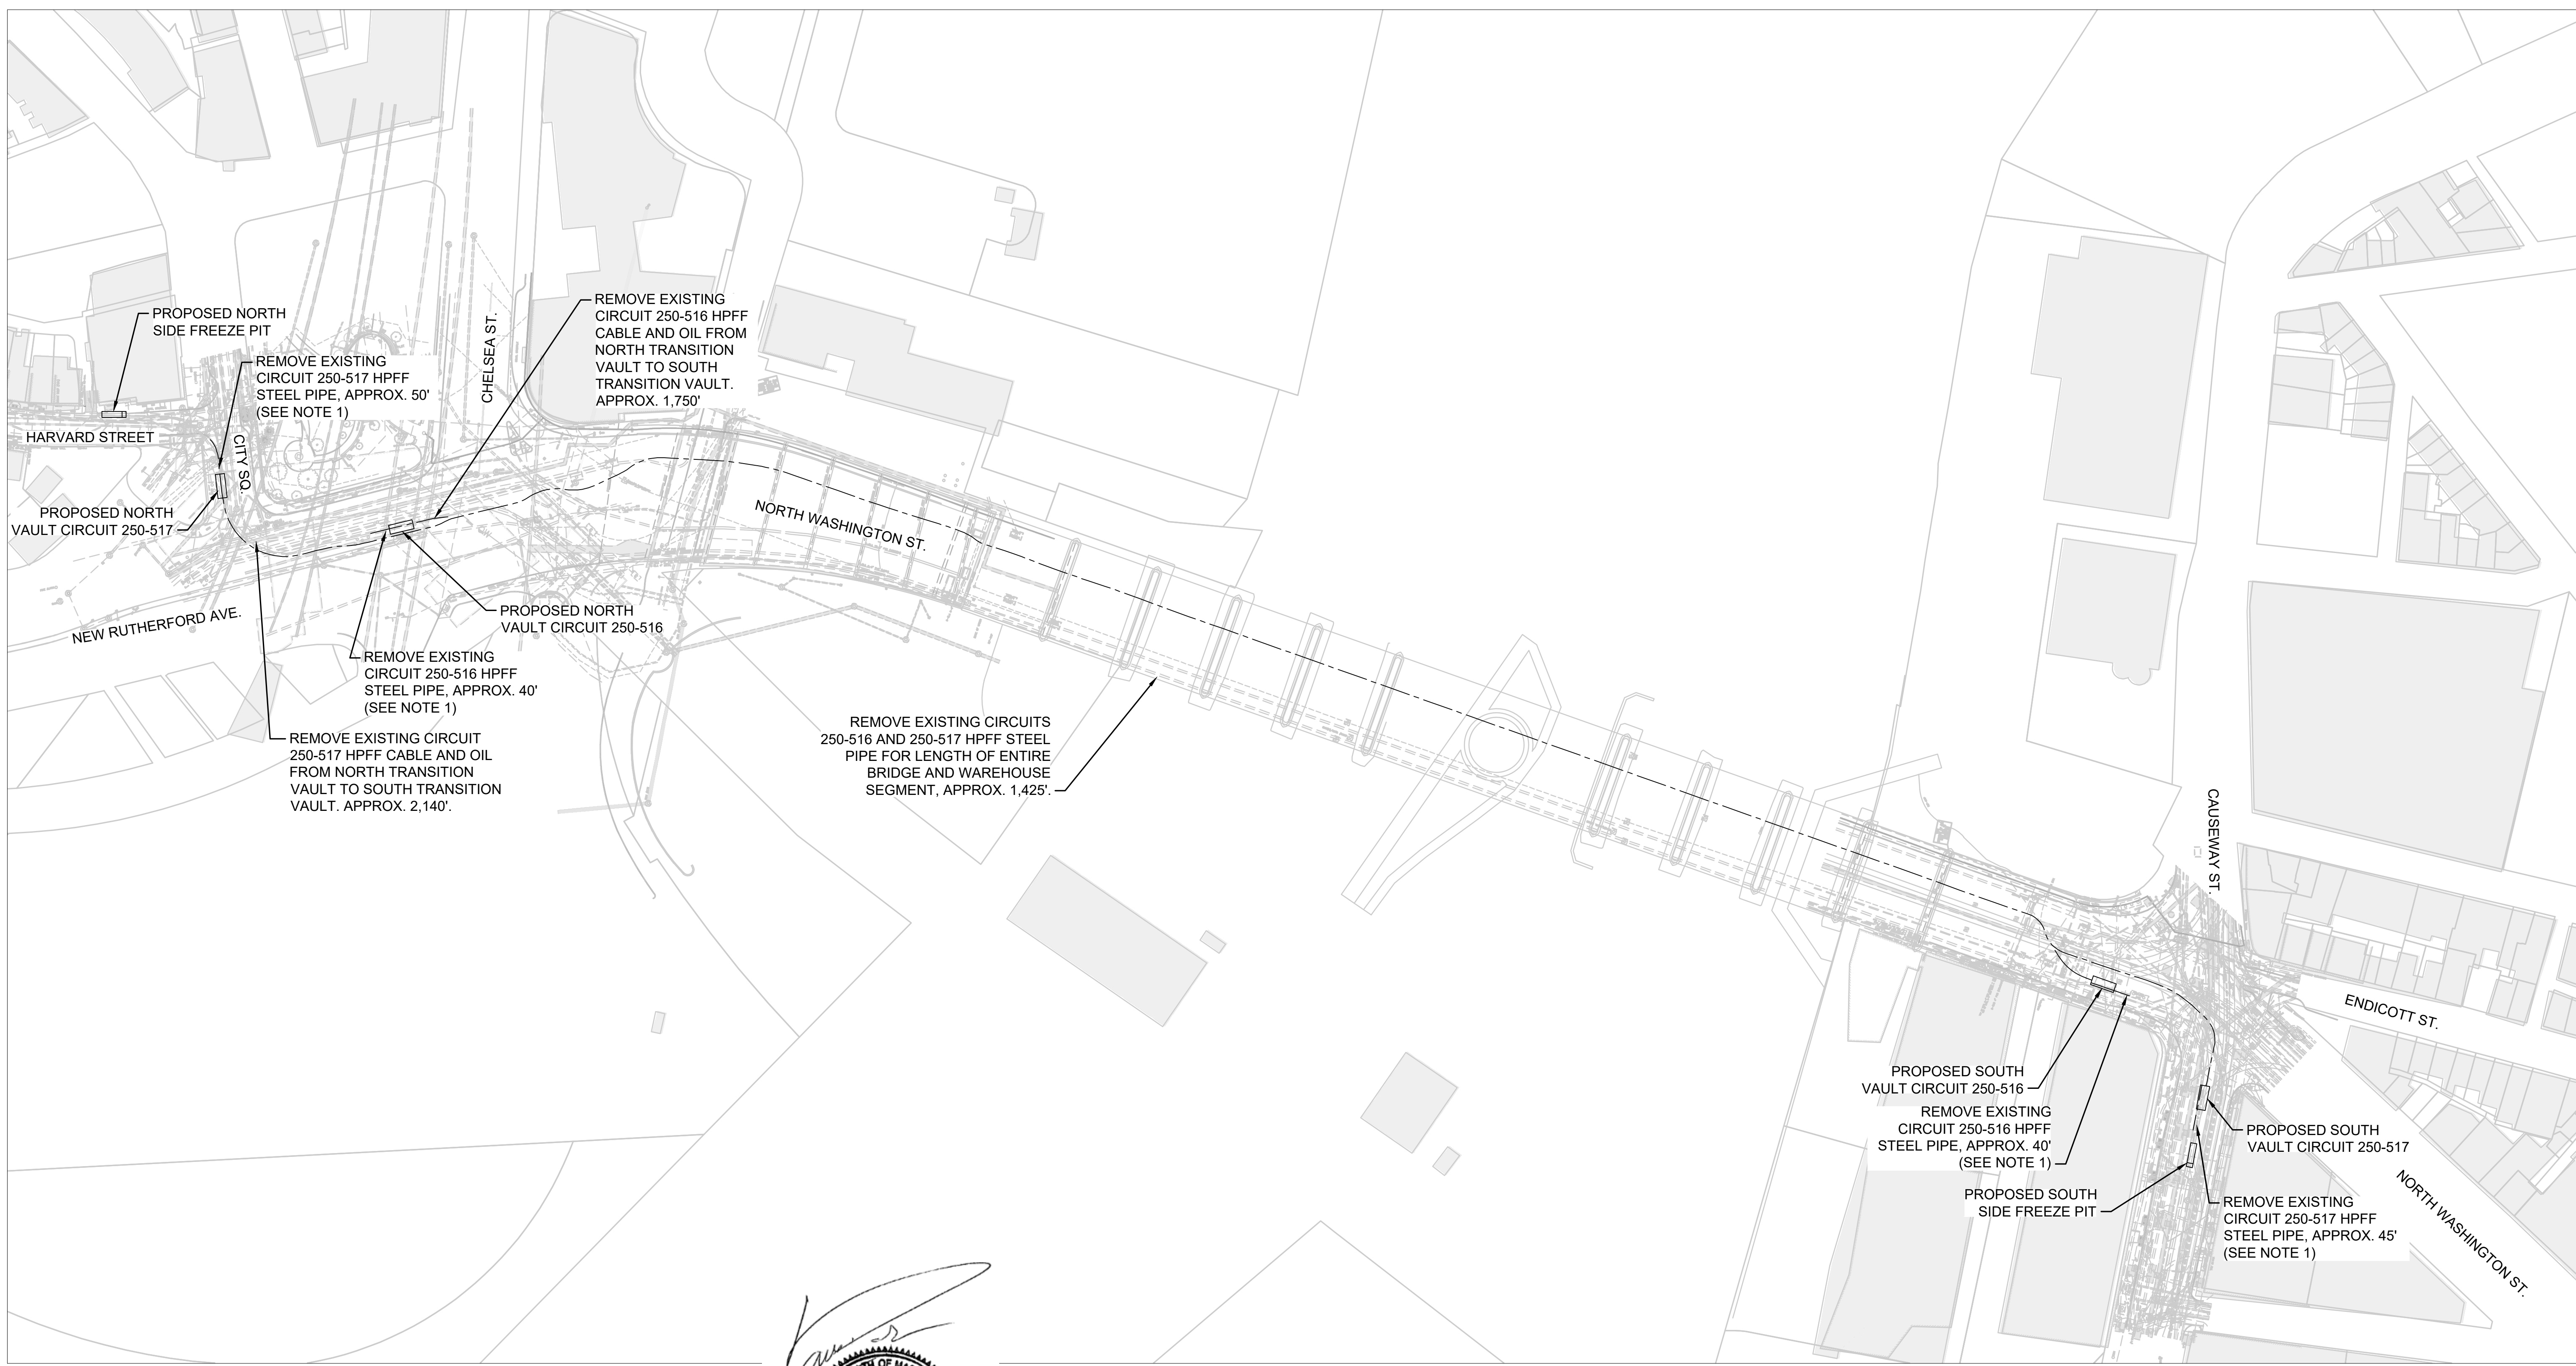 PROPOSED NORTH
SIDE FREEZE PIT
REMOVE EXISTING
CIRCUIT 250-517 HPFF
STEEL PIPE, APPROX. 50'
(SEE NOTE 1)
HARVARD STREET
CITY SQ.
PROPOSED NORTH
VAULT CIRCUIT 250-517
NEW RUTHERFORD AVE.
CHELSEA ST.
REMOVE EXISTING
CIRCUIT 250-516 HPFF
CABLE AND OIL FROM
NORTH TRANSITION
VAULT TO SOUTH
TRANSITION VAULT.
APPROX. 1,750'
NORTH WASHINGTON ST.
PROPOSED NORTH
VAULT CIRCUIT 250-516
REMOVE EXISTING
CIRCUIT 250-516 HPFF
STEEL PIPE, APPROX. 40'
(SEE NOTE 1)
REMOVE EXISTING CIRCUIT
250-517 HPFF CABLE AND OIL
FROM NORTH TRANSITION
VAULT TO SOUTH TRANSITION
VAULT. APPROX. 2,140'.
REMOVE EXISTING CIRCUITS
250-516 AND 250-517 HPFF STEEL
PIPE FOR LENGTH OF ENTIRE
BRIDGE AND WAREHOUSE
SEGMENT, APPROX. 1,425'.
CAUSEWAY ST.
ENDICOTT ST.
PROPOSED SOUTH
VAULT CIRCUIT 250-516
REMOVE EXISTING
CIRCUIT 250-516 HPFF
STEEL PIPE, APPROX. 40'
(SEE NOTE 1)
PROPOSED SOUTH
SIDE FREEZE PIT
PROPOSED SOUTH
VAULT CIRCUIT 250-517
REMOVE EXISTING
CIRCUIT 250-517 HPFF
STEEL PIPE, APPROX. 45'
(SEE NOTE 1)
NORTH WASHINGTON ST.